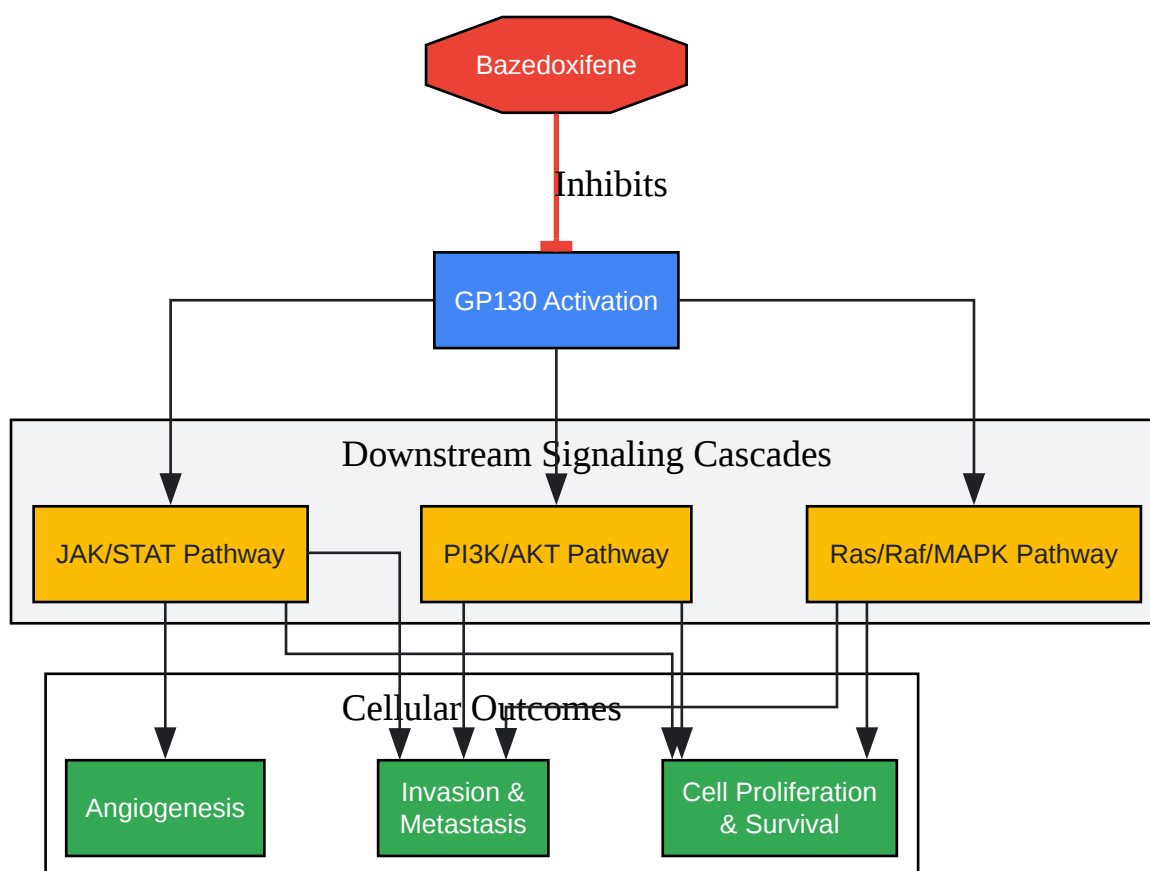 Bazedoxifene
Inhibits
GP130 Activation
Downstream Signaling Cascades
JAK/STAT Pathway
PI3K/AKT Pathway
Ras/Raf/MAPK Pathway
Cellular Outcomes
Angiogenesis
Invasion &
Metastasis
Cell Proliferation
& Survival